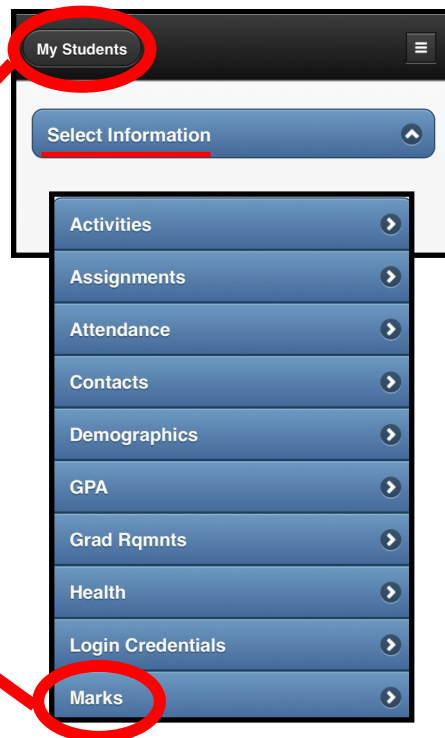 My Students
Select Information
Activities
Assignments
Attendance
Contacts
Demographics
GPA
Grad Rqmnts
Health
Login Credentials
Marks